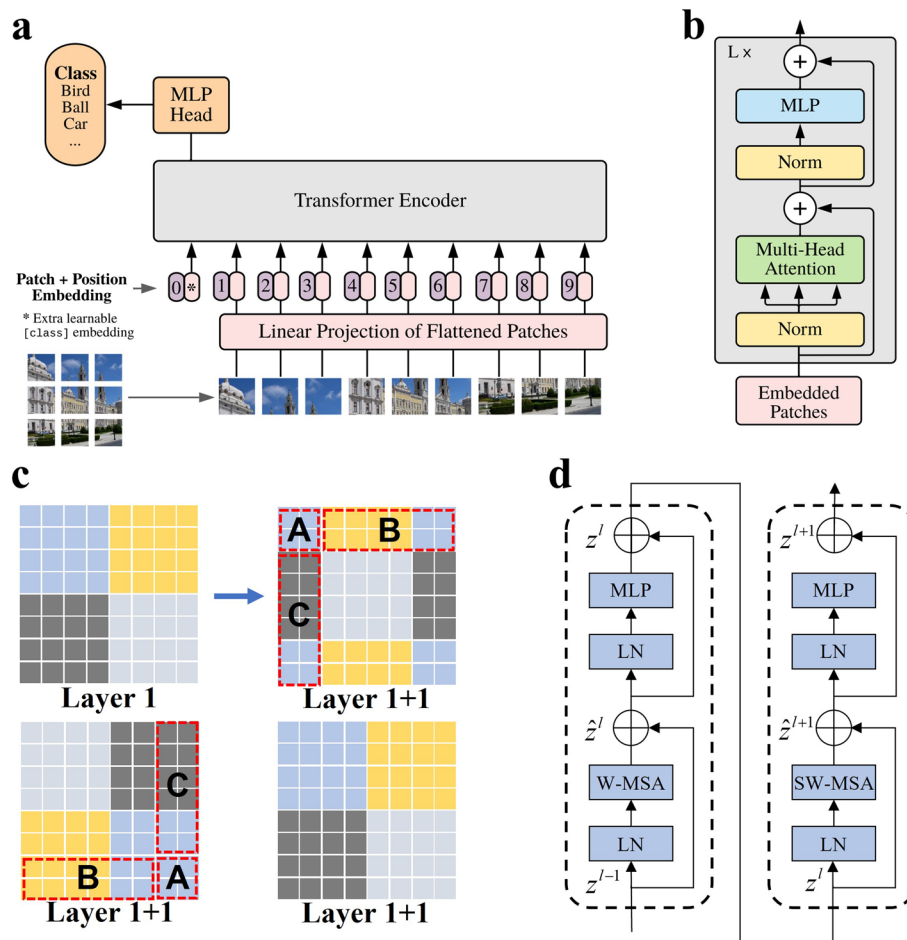 a
Class
Bird
Ball
Car
...
MLP
Head
Transformer Encoder
Patch + Position
Embedding
0 * 1 2 3 4 5 6 7 8 9
* Extra learnable
[class] embedding
Linear Projection of Flattened Patches
b
L ×
+
MLP
Norm
+
Multi-Head
Attention
Norm
Embedded
Patches
c
Layer 1
A B
C
Layer 1+1
C
B A
Layer 1+1
Layer 1+1
d
z^l
MLP
LN
ẑ^l
W-MSA
LN
z^{l-1}
z^{l+1}
MLP
LN
ẑ^{l+1}
SW-MSA
LN
z^l